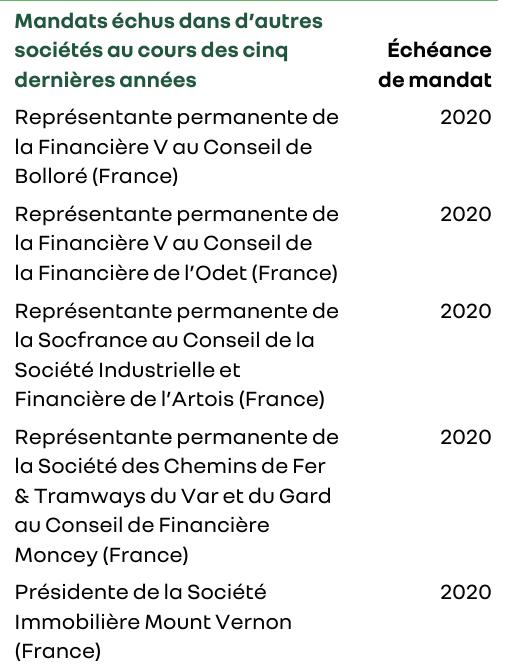 Mandats échus dans d'autres
sociétés au cours des cinq
dernières années
Échéance
de mandat
Représentante permanente de
la Financière V au Conseil de
Bolloré (France)
2020
Représentante permanente de
la Financière V au Conseil de
la Financière de l'Odet (France)
2020
Représentante permanente de
la Socfrance au Conseil de la
Société Industrielle et
Financière de l'Artois (France)
2020
Représentante permanente de
la Société des Chemins de Fer
& Tramways du Var et du Gard
au Conseil de Financière
Moncey (France)
2020
Présidente de la Société
Immobilière Mount Vernon
(France)
2020